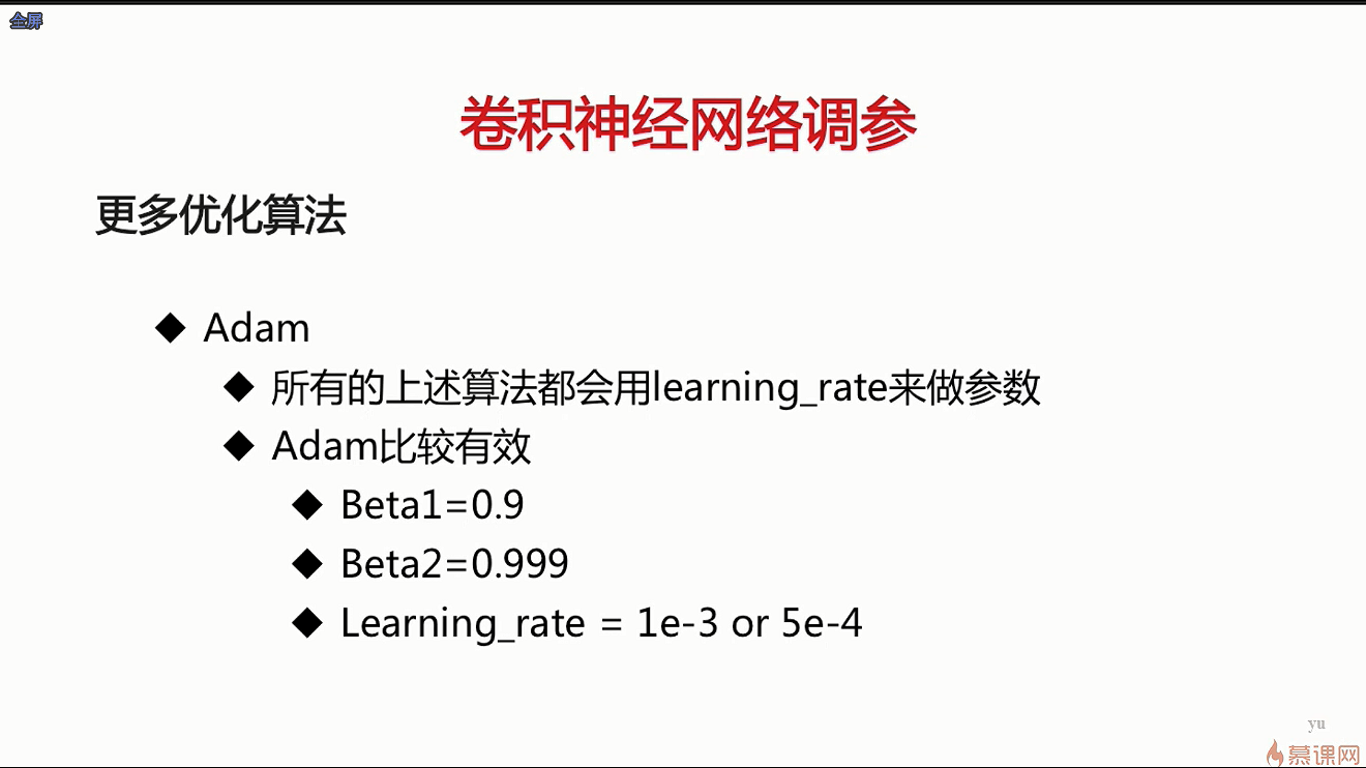 全屏
卷积神经网络调参
更多优化算法
◆ Adam
◆ 所有的上述算法都会用learning_rate来做参数
◆ Adam比较有效
◆ Beta1=0.9
◆ Beta2=0.999
◆ Learning_rate = 1e-3 or 5e-4
yu
慕课网